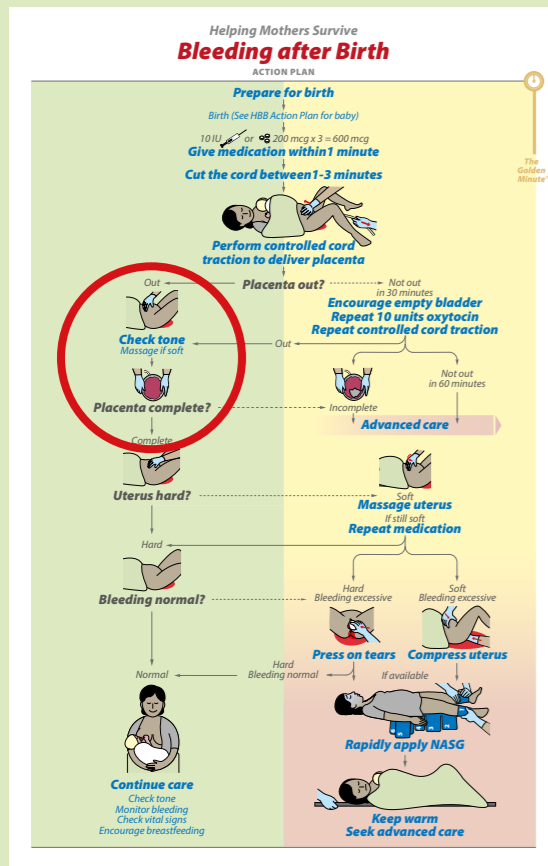 Helping Mothers Survive
Bleeding after Birth
ACTION PLAN
Prepare for birth
Birth (See HBB Action Plan for baby)
10 IU or 200 mcg x 3 = 600 mcg
Give medication within 1 minute
Cut the cord between 1-3 minutes
The
Golden
Minute®
Perform controlled cord
traction to deliver placenta
Out
Placenta out?
Not out
in 30 minutes
Encourage empty bladder
Repeat 10 units oxytocin
Repeat controlled cord traction
Check tone
Massage if soft
Out
Not out
in 60 minutes
Placenta complete?
Incomplete
Advanced care
Complete
Uterus hard?
Soft
Massage uterus
If still soft
Repeat medication
Hard
Bleeding normal?
Hard
Bleeding excessive
Soft
Bleeding excessive
Press on tears
Compress uterus
Normal
Hard
Bleeding normal
If available
Rapidly apply NASG
Continue care
Check tone
Monitor bleeding
Check vital signs
Encourage breastfeeding
Keep warm
Seek advanced care